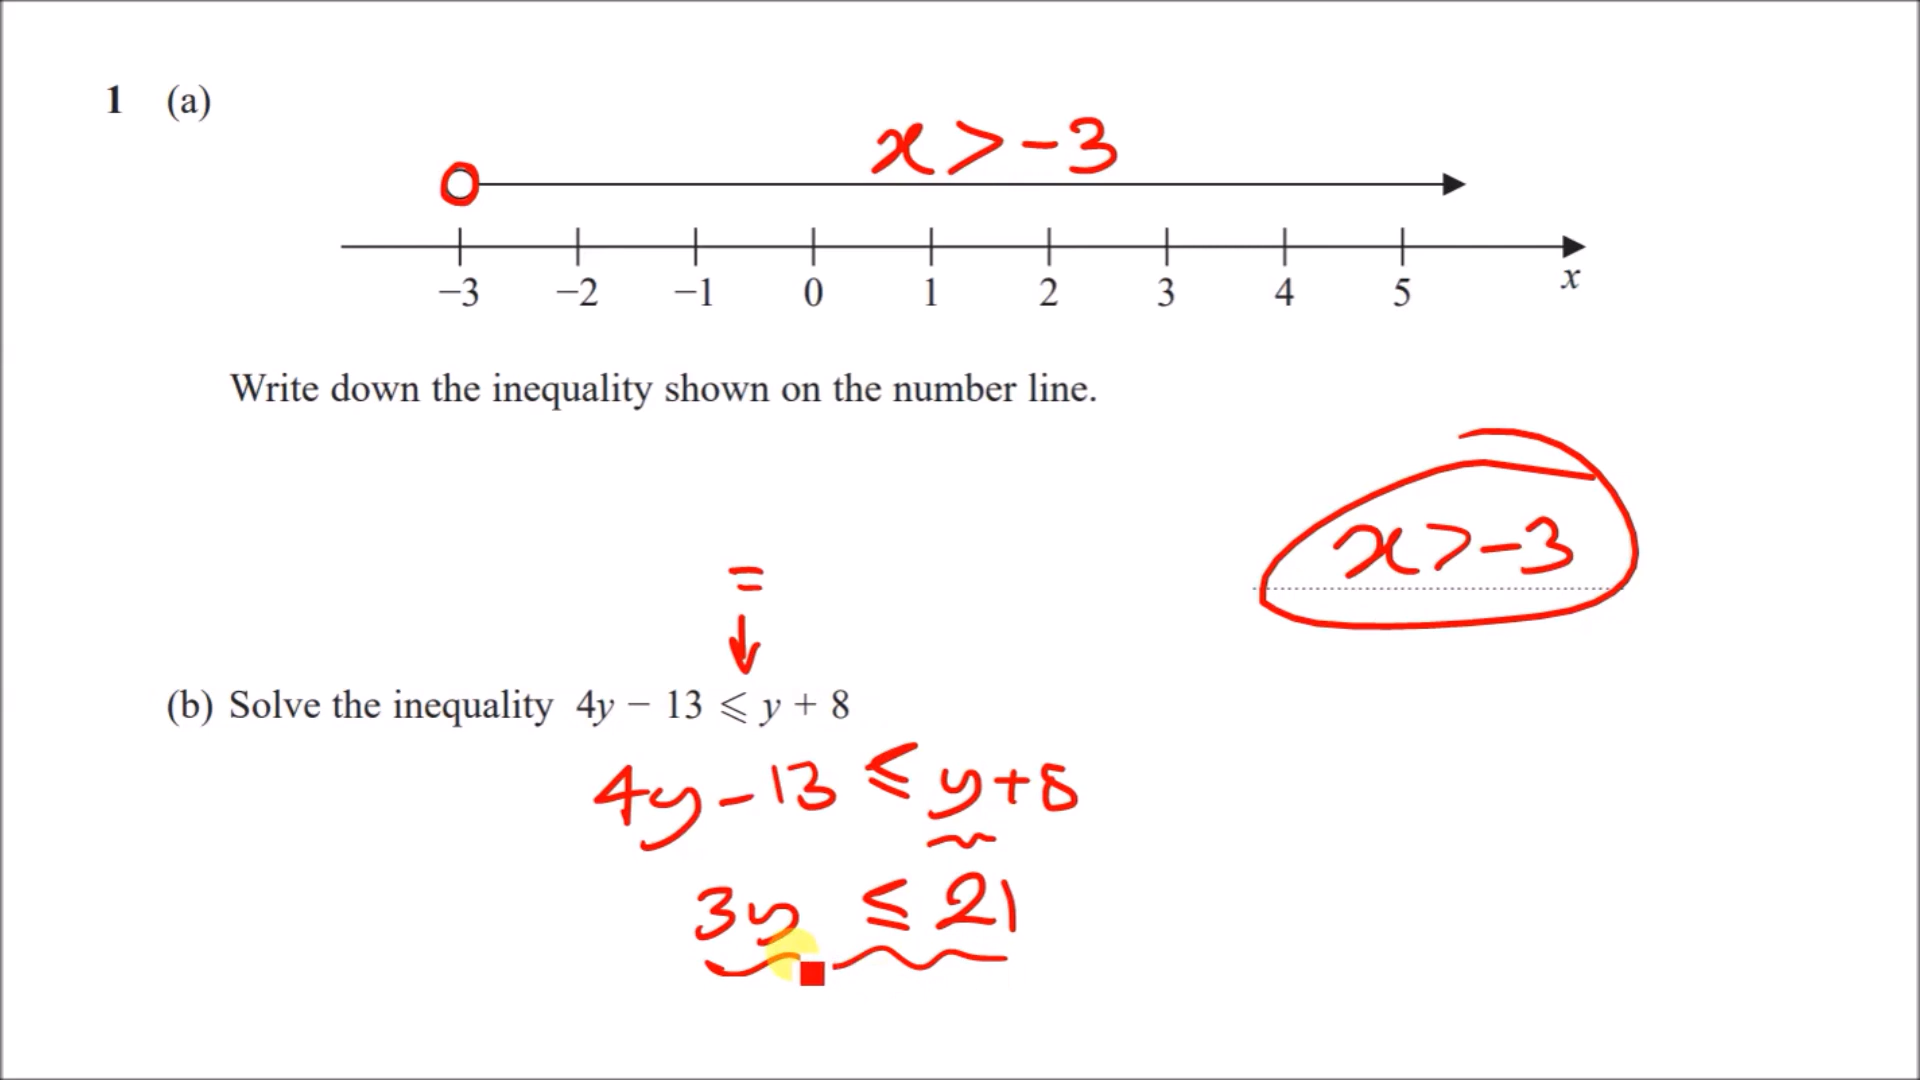 1 (a)
x > -3
−3 −2 −1 0 1 2 3 4 5 x
Write down the inequality shown on the number line.
x > -3
=
(b) Solve the inequality 4y − 13 ⩽ y + 8
4y - 13 ≤ y + 8
3y ≤ 21